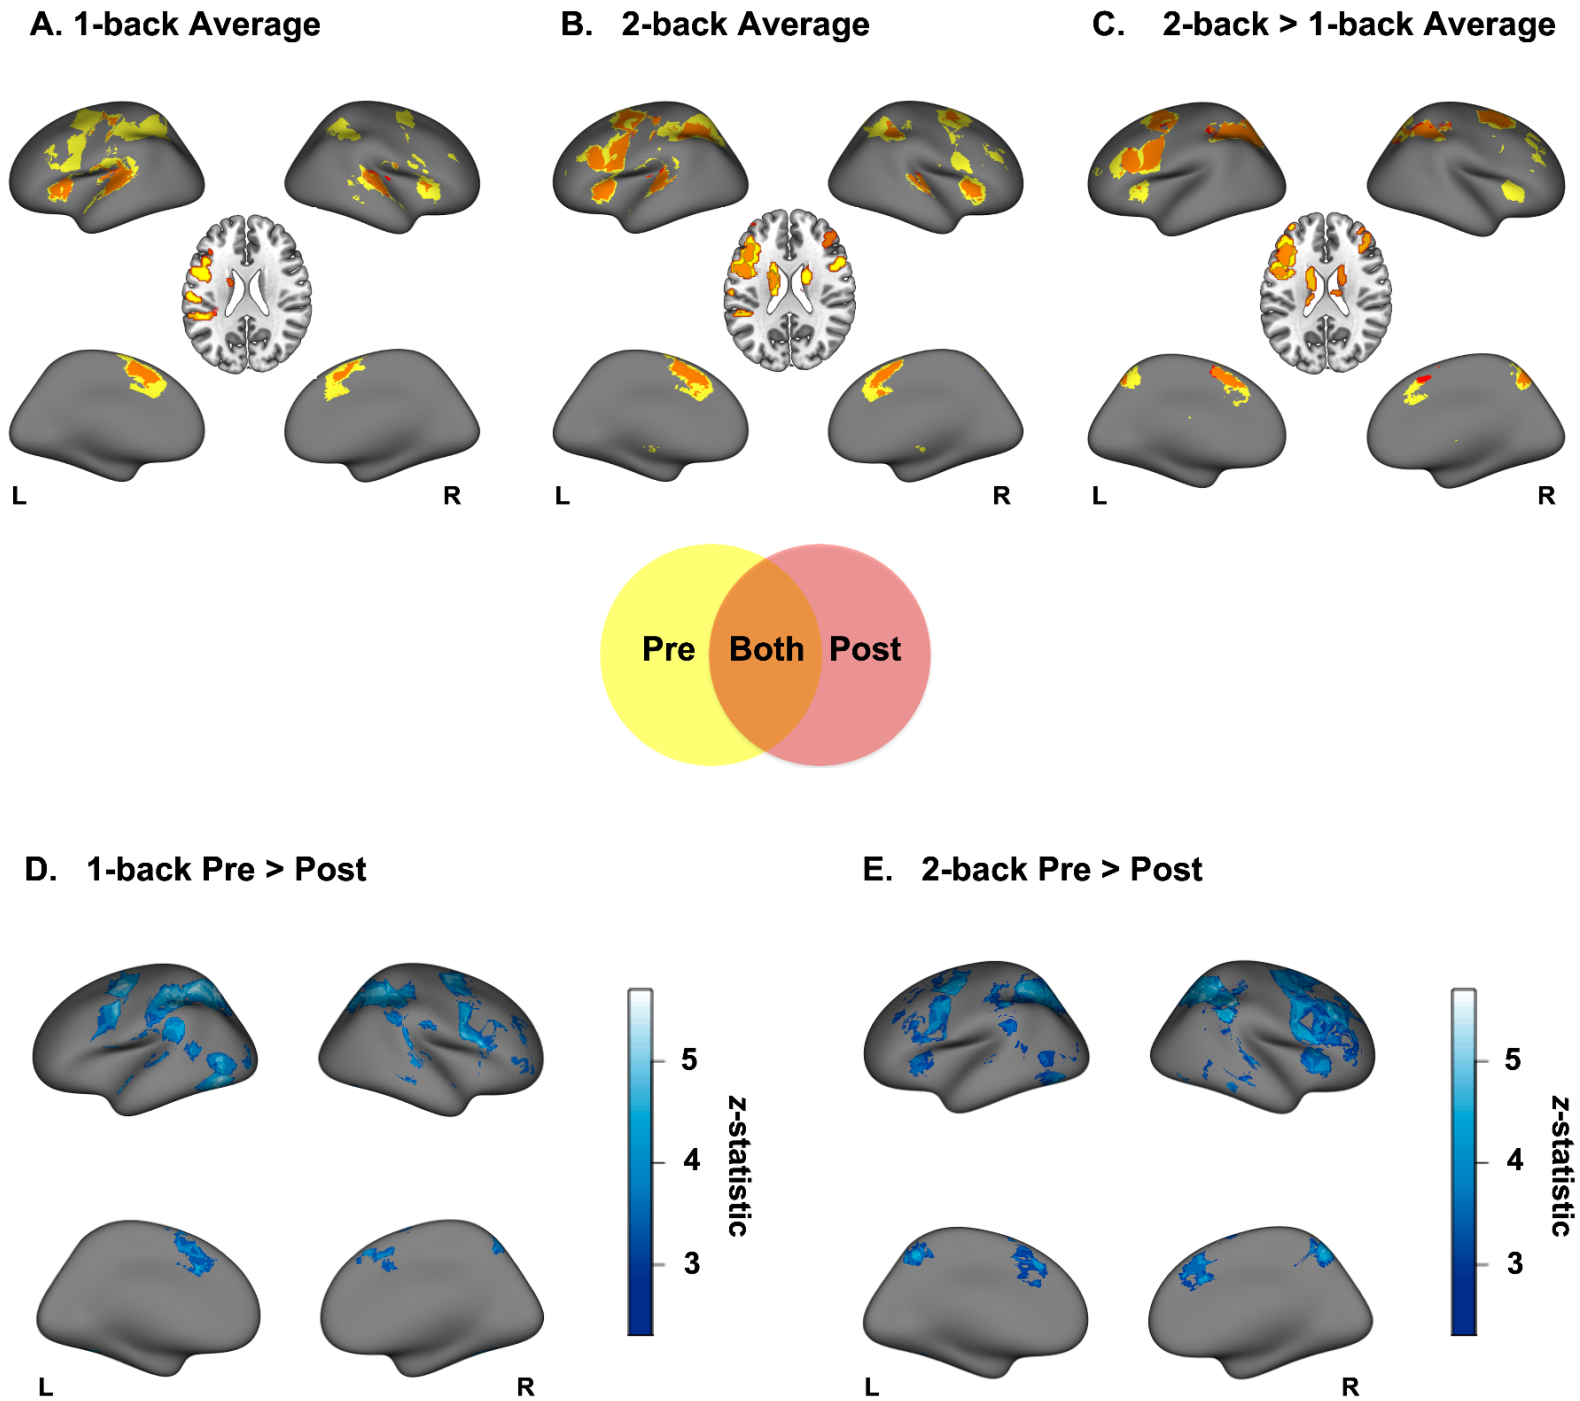 A. 1-back Average
B. 2-back Average
C. 2-back > 1-back Average
L
R
L
R
L
R
Pre
Both
Post
D. 1-back Pre > Post
E. 2-back Pre > Post
5
4
3
z-statistic
5
4
3
z-statistic
L
R
L
R